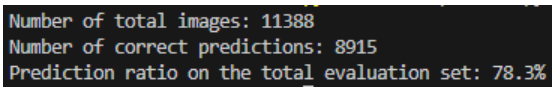 Number of total images: 11388
Number of correct predictions: 8915
Prediction ratio on the total evaluation set: 78.3%